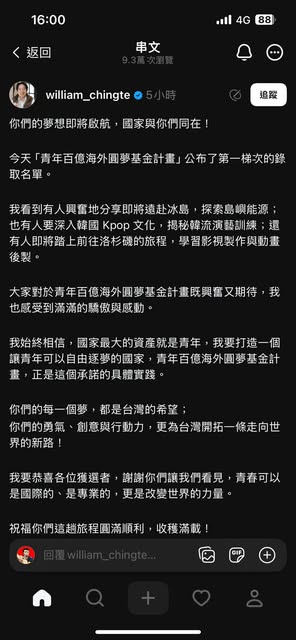 16:00
4G 88
返回
串文
9.3萬 次瀏覽
william_chingte 5小時
追蹤
你們的夢想即將啟航，國家與你們同在！
今天「青年百億海外圓夢基金計畫」公布了第一梯次的錄
取名單。
我看到有人興奮地分享即將遠赴冰島，探索島嶼能源；
也有人要深入韓國 Kpop 文化，揭秘韓流演藝訓練；還
有人即將踏上前往洛杉磯的旅程，學習影視製作與動畫
後製。
大家對於青年百億海外圓夢基金計畫既興奮又期待，我
也感受到滿滿的驕傲與感動。
我始終相信，國家最大的資產就是青年，我要打造一個
讓青年可以自由逐夢的國家，青年百億海外圓夢基金計
畫，正是這個承諾的具體實踐。
你們的每一個夢，都是台灣的希望；
你們的勇氣、創意與行動力，更為台灣開拓一條走向世
界的新路！
我要恭喜各位獲選者，謝謝你們讓我們看見，青春可以
是國際的、是專業的，更是改變世界的力量。
祝福你們這趟旅程圓滿順利，收穫滿載！
回覆 william_chingte...
GIF